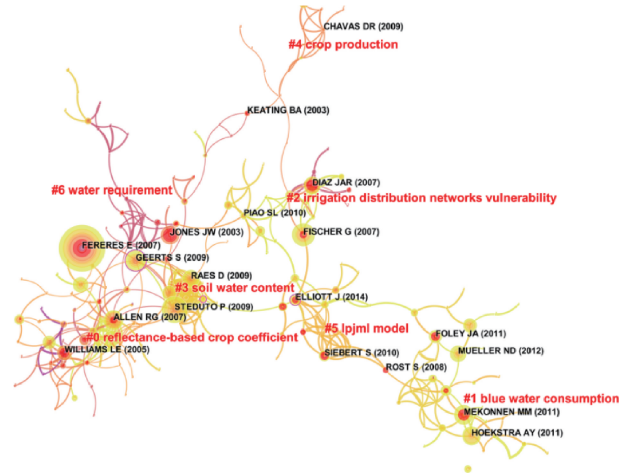 CHAVAS DR (2009)
#4 crop production
KEATING BA (2003)
DIAZ JAR (2007)
#6 water requirement
#2 irrigation distribution networks vulnerability
PIAO SL (2010)
JONES JW (2003)
FISCHER G (2007)
FERERES E (2007)
GEERTS S (2009)
RAES D (2009)
#3 soil water content
ELLIOTT J (2014)
STEDUTO P (2009)
ALLEN RG (2007)
#5 lpjml model
#0 reflectance-based crop coefficient
FOLEY JA (2011)
WILLIAMS LE (2005)
SIEBERT S (2010)
MUELLER ND (2012)
ROST S (2008)
#1 blue water consumption
MEKONNEN MM (2011)
HOEKSTRA AY (2011)